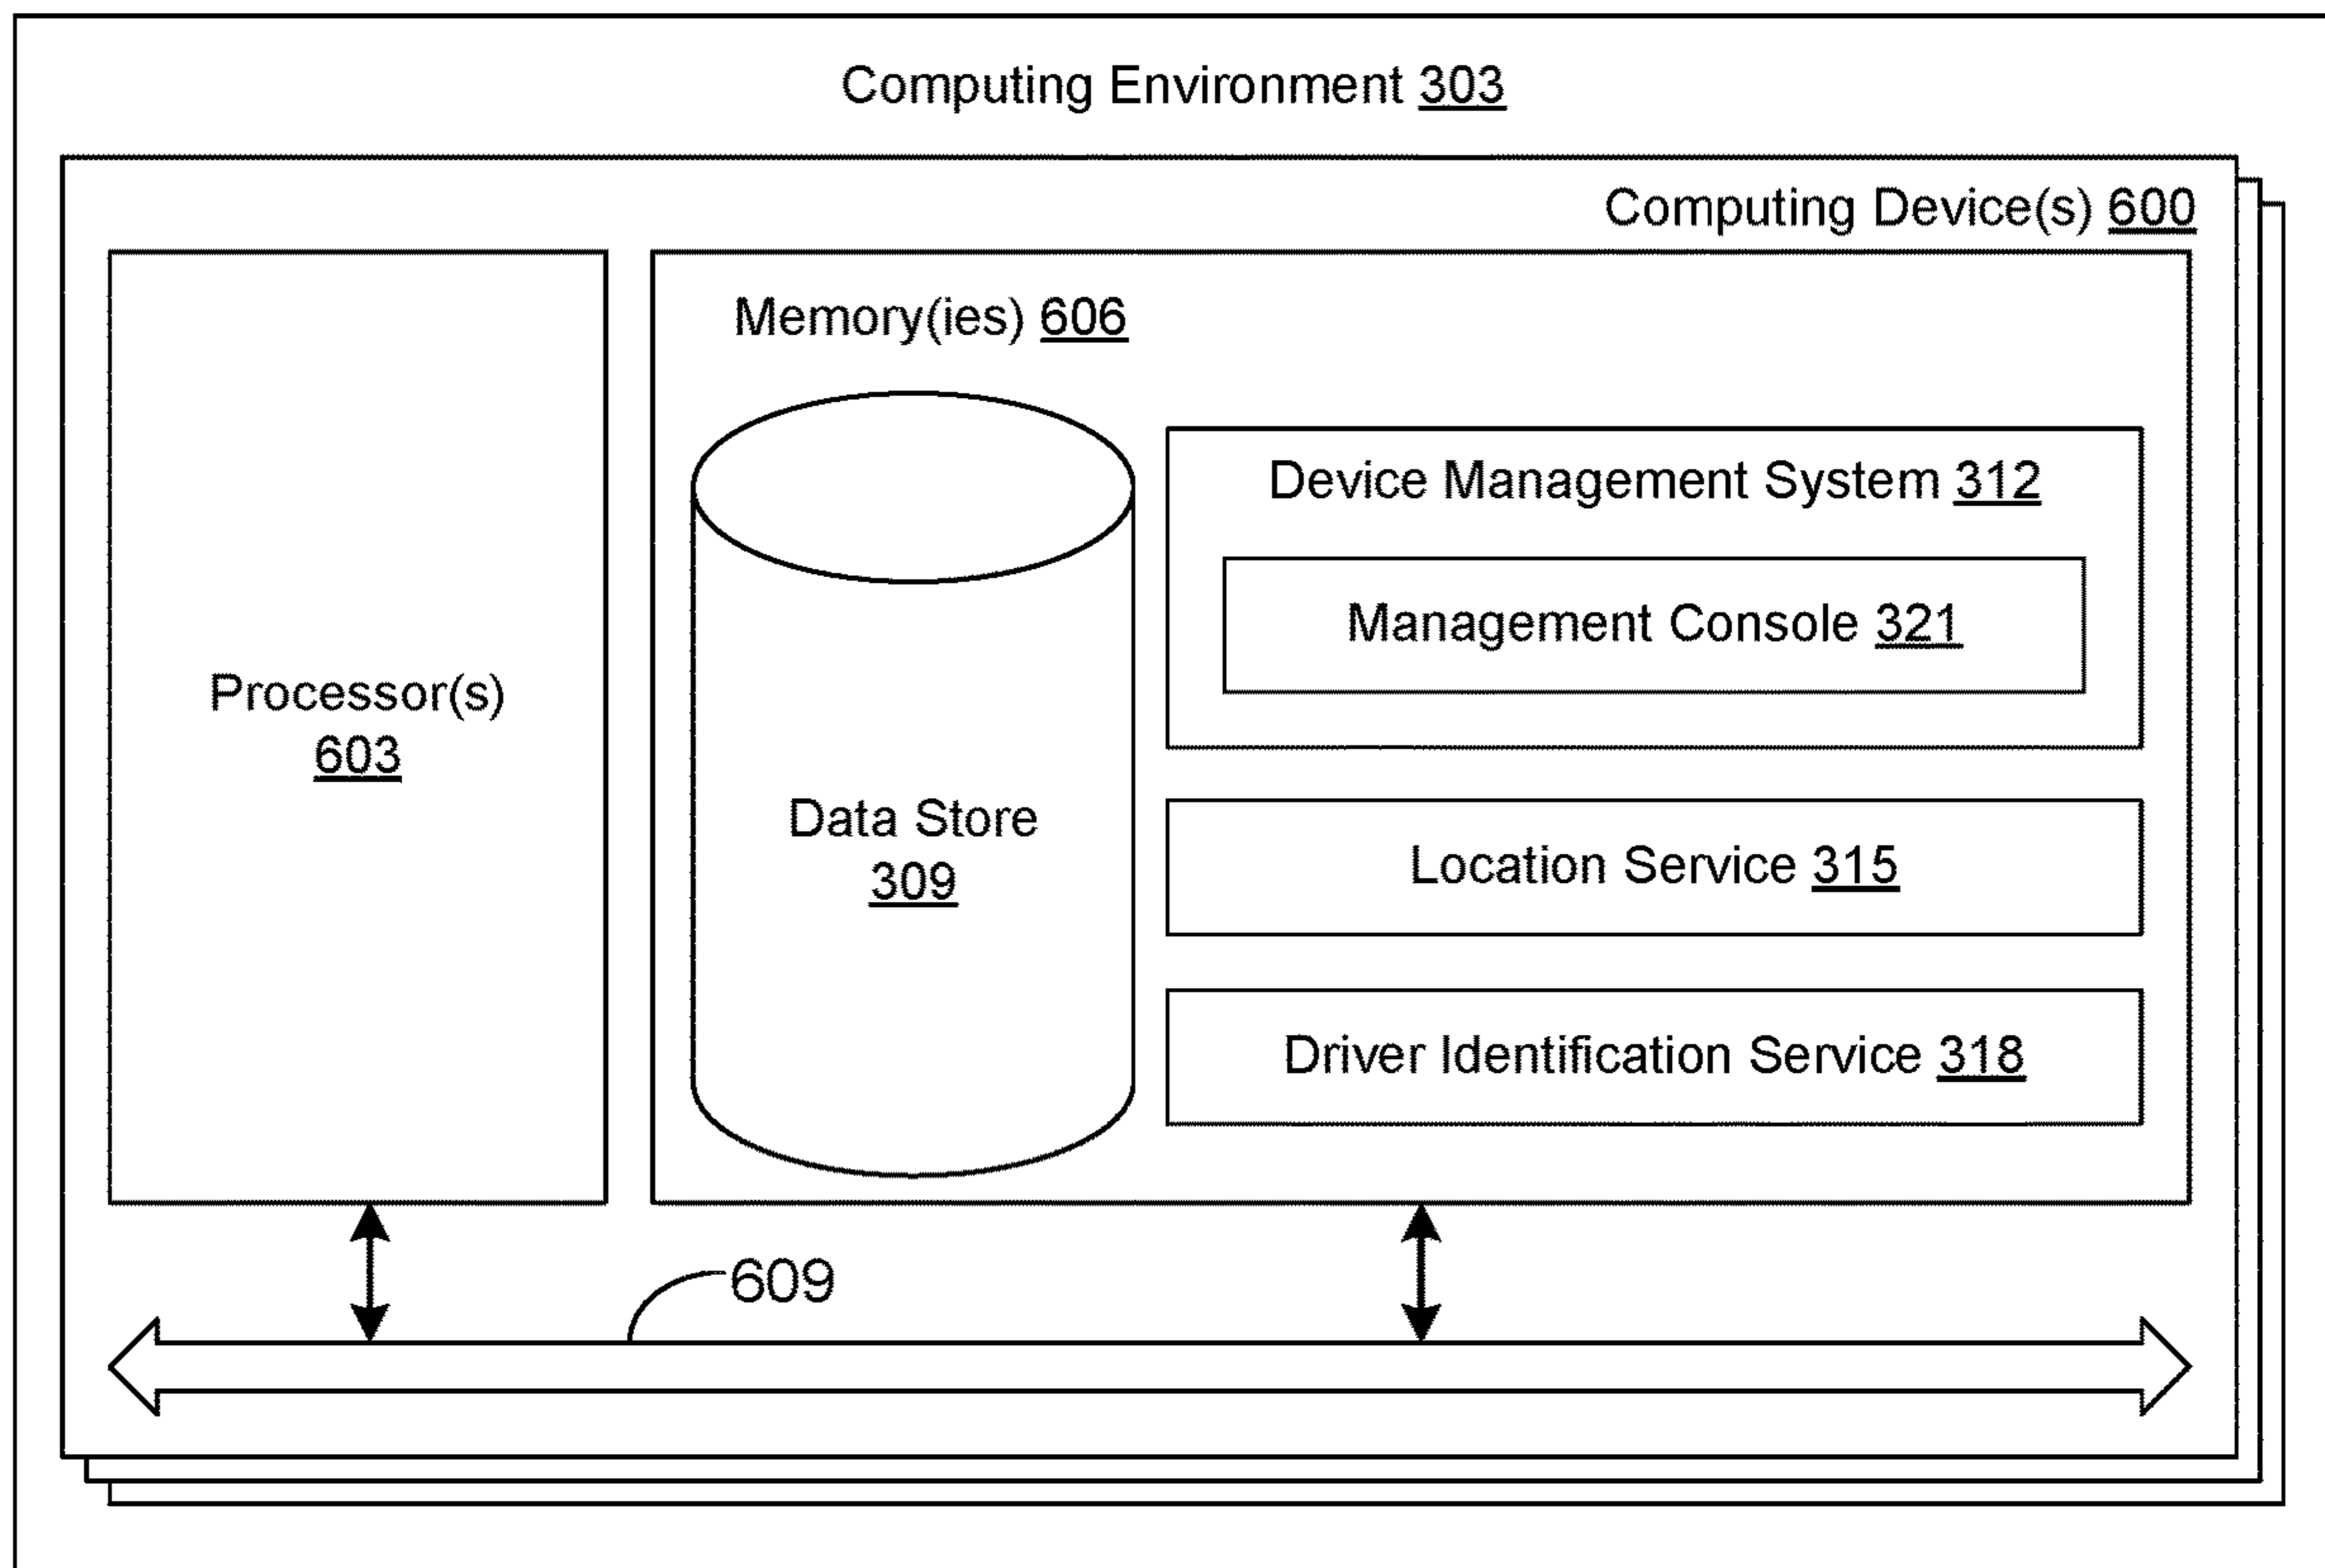 Computing Environment 303
Computing Device(s) 600
Memory(ies) 606
Device Management System 312
Management Console 321
Processor(s)
603
Data Store
309
Location Service 315
Driver Identification Service 318
609